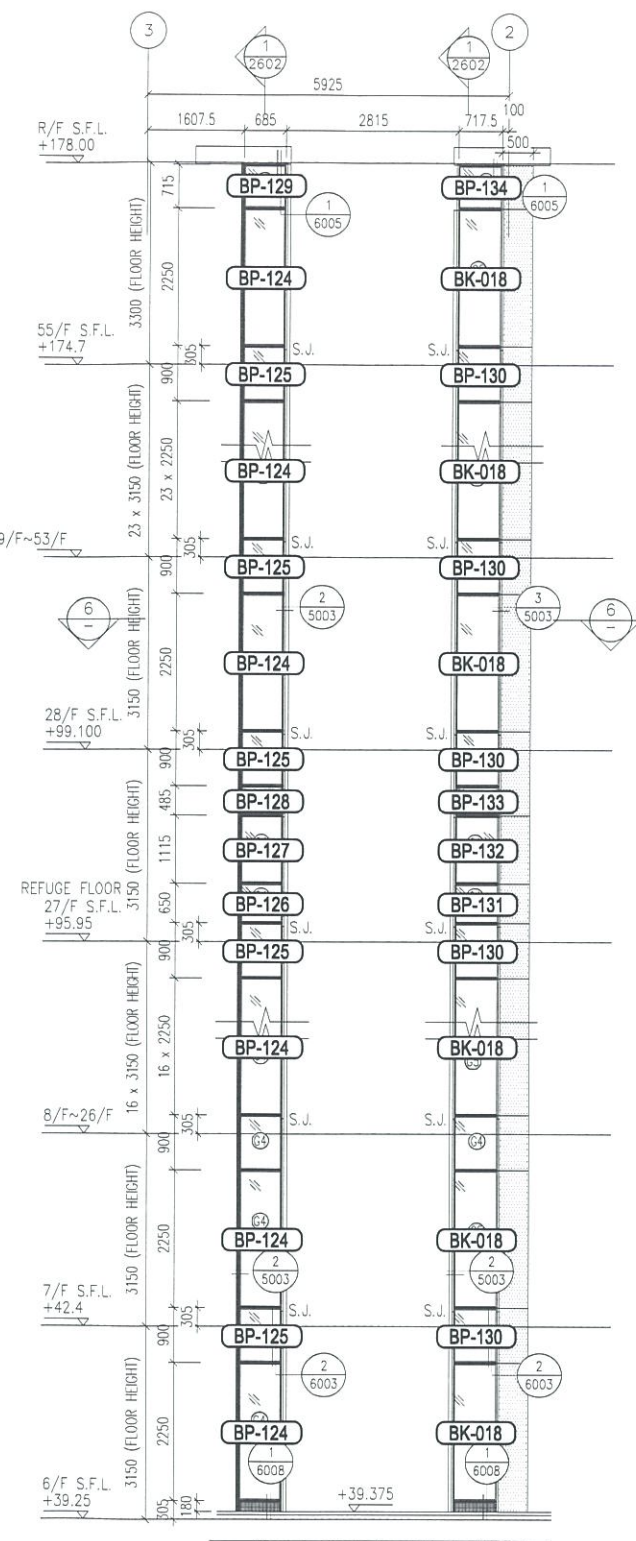 3
1
2602
1
2602
2
5925
1607.5
685
2815
717.5
100
500
R/F S.F.L.
+178.00
BP-129
BP-134
1
6005
1
6005
715
3300 (FLOOR HEIGHT)
2250
BP-124
BK-018
55/F S.F.L.
+174.7
305
S.J.
S.J.
900
BP-125
BP-130
23 x 3150 (FLOOR HEIGHT)
23 x 2250
BP-124
BK-018
9/F~53/F
305
S.J.
S.J.
900
BP-125
BP-130
2
5003
3
5003
6
–
6
–
3150 (FLOOR HEIGHT)
2250
BP-124
BK-018
28/F S.F.L.
+99.100
305
S.J.
S.J.
900
BP-125
BP-130
485
BP-128
BP-133
3150 (FLOOR HEIGHT)
1115
BP-127
BP-132
REFUGE FLOOR
27/F S.F.L.
+95.95
650
BP-126
BP-131
305
S.J.
S.J.
900
BP-125
BP-130
16 x 3150 (FLOOR HEIGHT)
16 x 2250
BP-124
BK-018
8/F~26/F
305
S.J.
S.J.
900
G4
G4
3150 (FLOOR HEIGHT)
2250
G4
BP-124
BK-018
2
5003
2
5003
7/F S.F.L.
+42.4
305
S.J.
S.J.
900
BP-125
BP-130
2
6003
2
6003
3150 (FLOOR HEIGHT)
2250
BP-124
BK-018
1
6008
1
6008
6/F S.F.L.
+39.25
305
180
+39.375